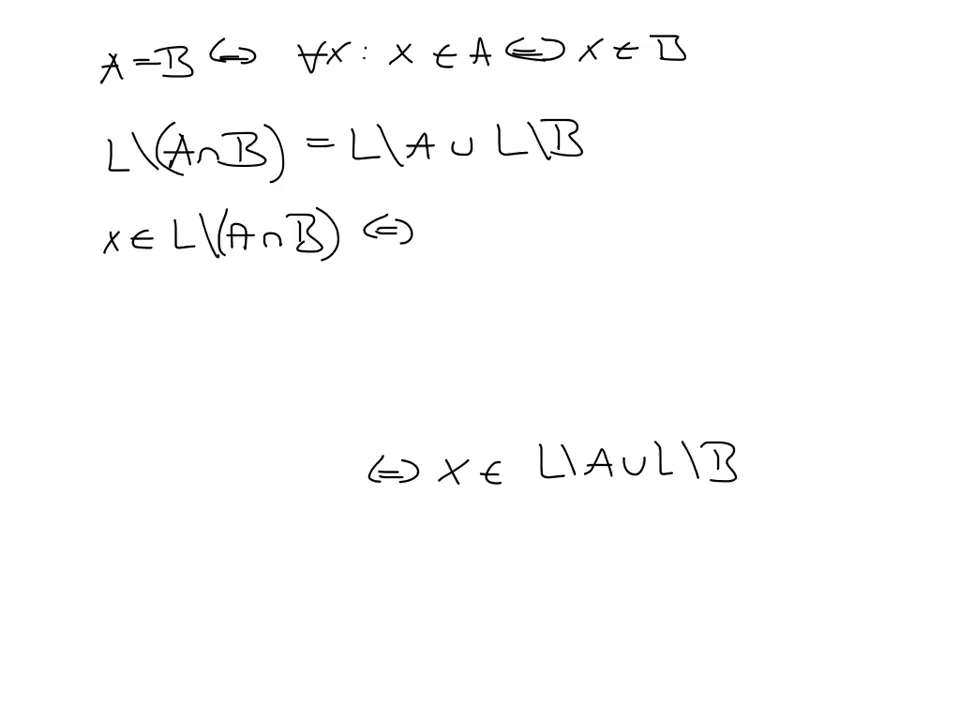 A = B ⇔ ∀x : x ∈ A ⇔ x ∈ B
L\(A∩B) = L\A ∪ L\B
x ∈ L\(A∩B) ⇔
⇔ x ∈ L\A∪L\B